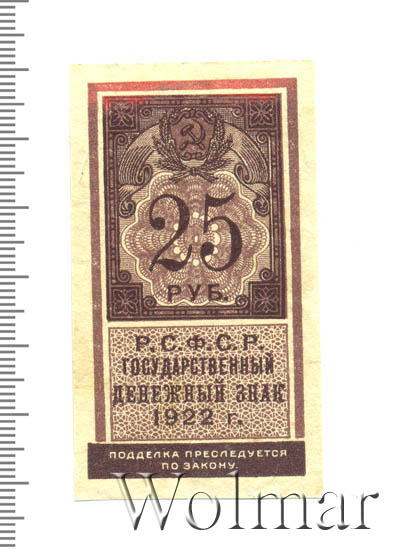 25
РУБ.
Р.С.Ф.С.Р.
ГОСУДАРСТВЕННЫЙ
ДЕНЕЖНЫЙ ЗНАК
1922 г.
ПОДДЕЛКА ПРЕСЛЕДУЕТСЯ
ПО ЗАКОНУ.
Wolmar